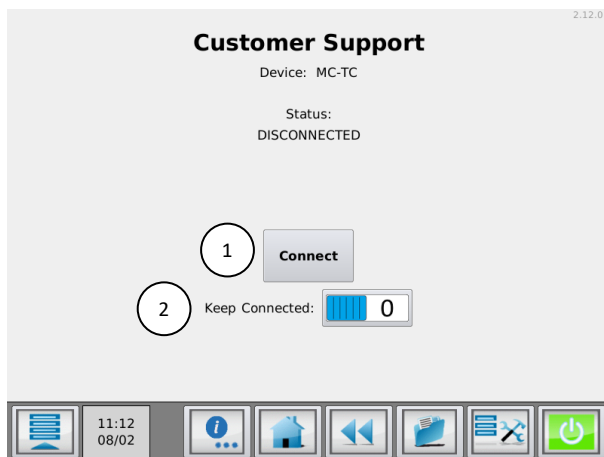 2.12.0
Customer Support
Device: MC-TC
Status:
DISCONNECTED
1
Connect
2
Keep Connected:
0
11:12
08/02
i